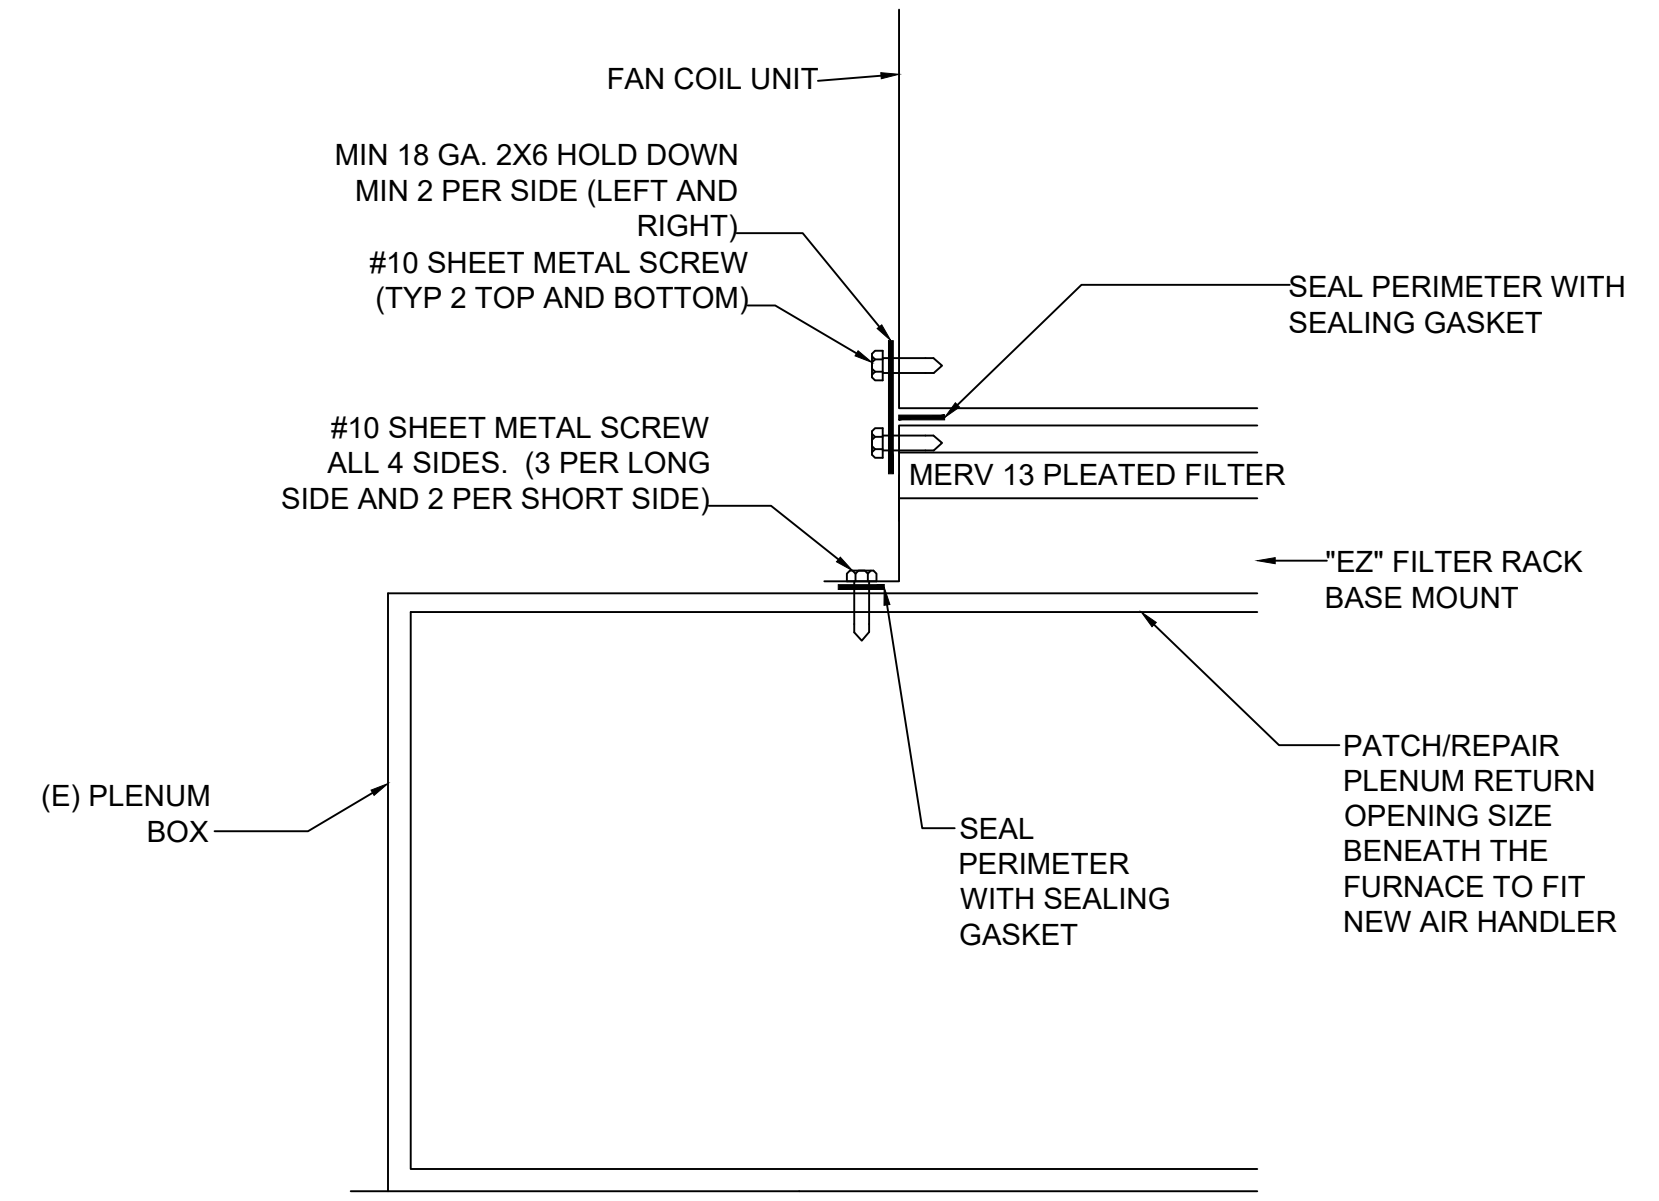 FAN COIL UNIT
MIN 18 GA. 2X6 HOLD DOWN
MIN 2 PER SIDE (LEFT AND
RIGHT)
#10 SHEET METAL SCREW
(TYP 2 TOP AND BOTTOM)
SEAL PERIMETER WITH
SEALING GASKET
#10 SHEET METAL SCREW
ALL 4 SIDES. (3 PER LONG
SIDE AND 2 PER SHORT SIDE)
MERV 13 PLEATED FILTER
"EZ" FILTER RACK
BASE MOUNT
(E) PLENUM
BOX
SEAL
PERIMETER
WITH SEALING
GASKET
PATCH/REPAIR
PLENUM RETURN
OPENING SIZE
BENEATH THE
FURNACE TO FIT
NEW AIR HANDLER